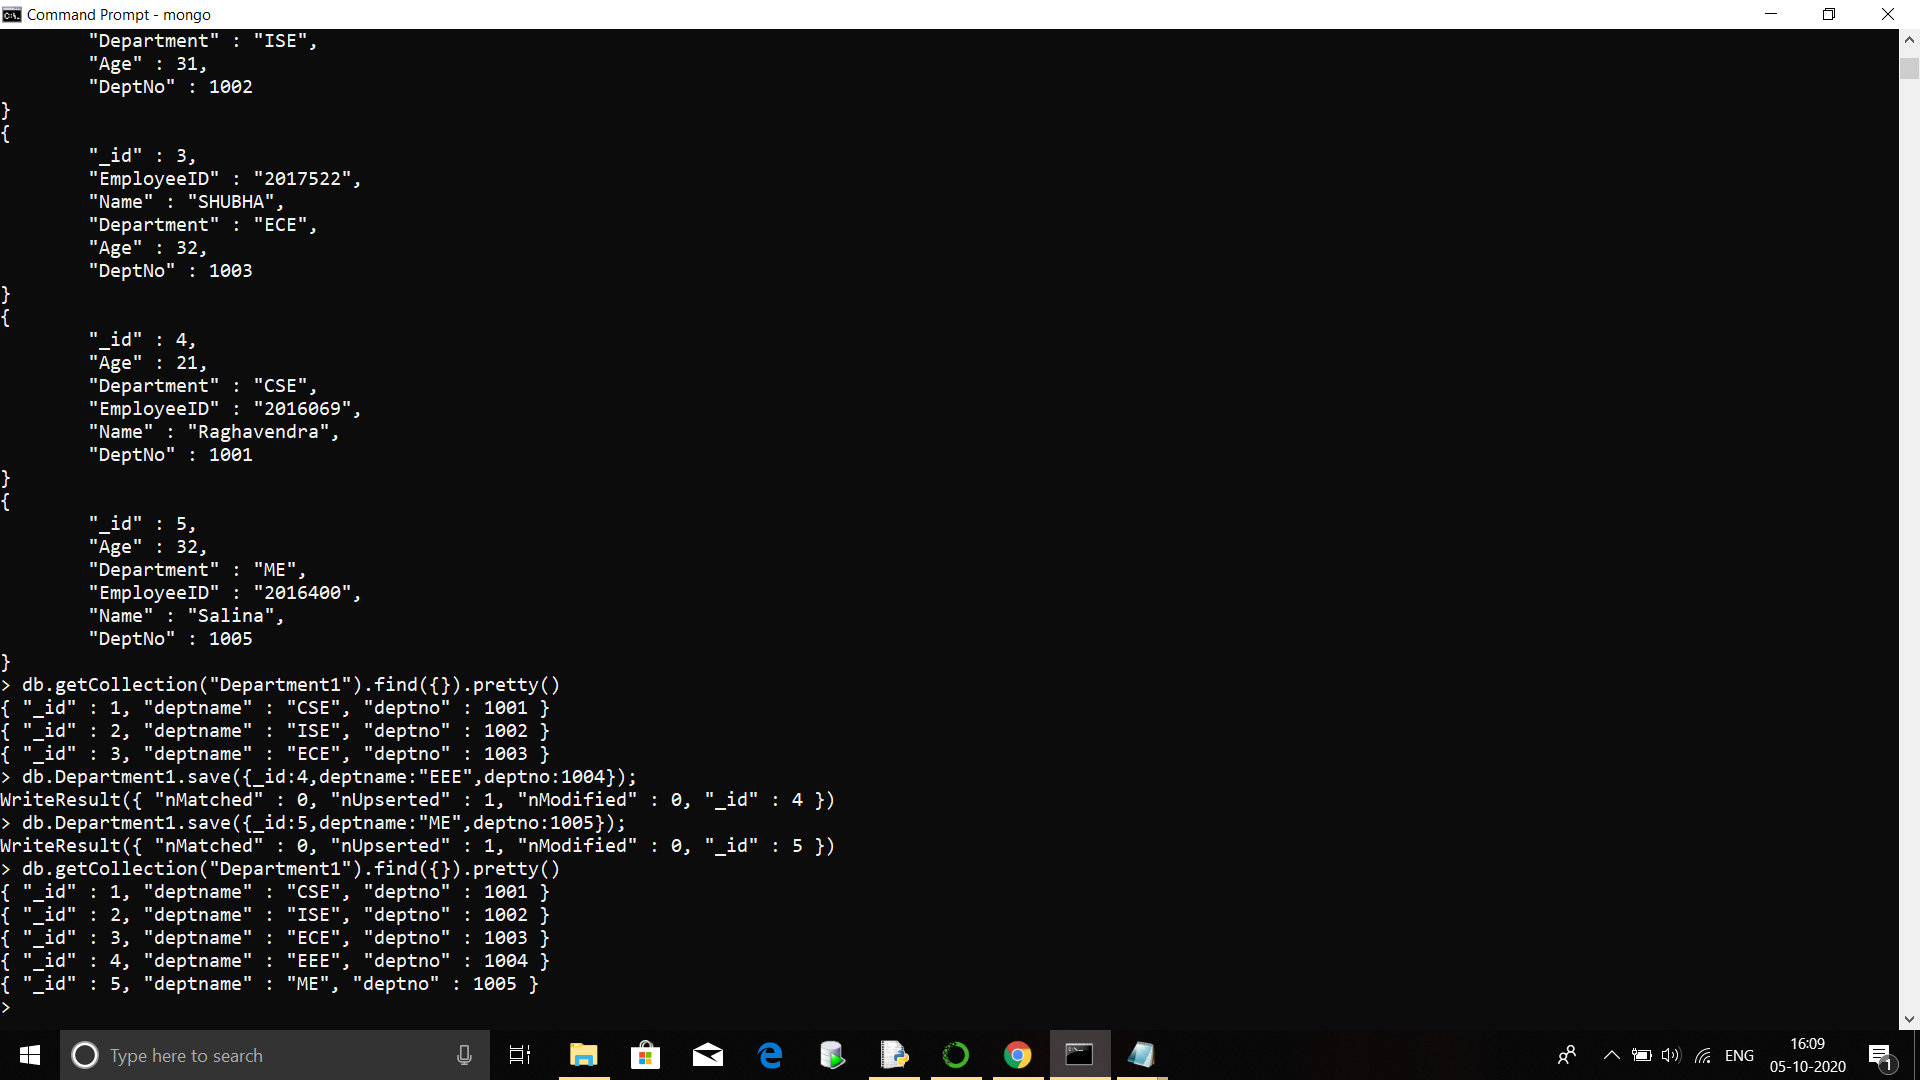 Command Prompt - mongo
"Department" : "ISE",
"Age" : 31,
"DeptNo" : 1002
}
{
"_id" : 3,
"EmployeeID" : "2017522",
"Name" : "SHUBHA",
"Department" : "ECE",
"Age" : 32,
"DeptNo" : 1003
}
{
"_id" : 4,
"Age" : 21,
"Department" : "CSE",
"EmployeeID" : "2016069",
"Name" : "Raghavendra",
"DeptNo" : 1001
}
{
"_id" : 5,
"Age" : 32,
"Department" : "ME",
"EmployeeID" : "2016400",
"Name" : "Salina",
"DeptNo" : 1005
}
> db.getCollection("Department1").find({}).pretty()
{ "_id" : 1, "deptname" : "CSE", "deptno" : 1001 }
{ "_id" : 2, "deptname" : "ISE", "deptno" : 1002 }
{ "_id" : 3, "deptname" : "ECE", "deptno" : 1003 }
> db.Department1.save({_id:4,deptname:"EEE",deptno:1004});
WriteResult({ "nMatched" : 0, "nUpserted" : 1, "nModified" : 0, "_id" : 4 })
> db.Department1.save({_id:5,deptname:"ME",deptno:1005});
WriteResult({ "nMatched" : 0, "nUpserted" : 1, "nModified" : 0, "_id" : 5 })
> db.getCollection("Department1").find({}).pretty()
{ "_id" : 1, "deptname" : "CSE", "deptno" : 1001 }
{ "_id" : 2, "deptname" : "ISE", "deptno" : 1002 }
{ "_id" : 3, "deptname" : "ECE", "deptno" : 1003 }
{ "_id" : 4, "deptname" : "EEE", "deptno" : 1004 }
{ "_id" : 5, "deptname" : "ME", "deptno" : 1005 }
>
Type here to search
ENG
16:09
05-10-2020
1